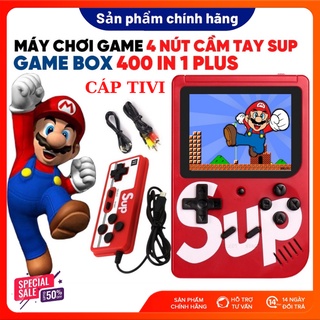 Sản phẩm chính hãng
MÁY CHƠI GAME 4 NÚT CẦM TAY SUP
GAME BOX 400 IN 1 PLUS
CÁP TIVI
Sup
Sup
SPECIAL
SALE
50%
SẢN PHẨM
CHÍNH HÃNG
HỖ TRỢ
TƯ VẤN
14
14 NGÀY
ĐỔI TRẢ